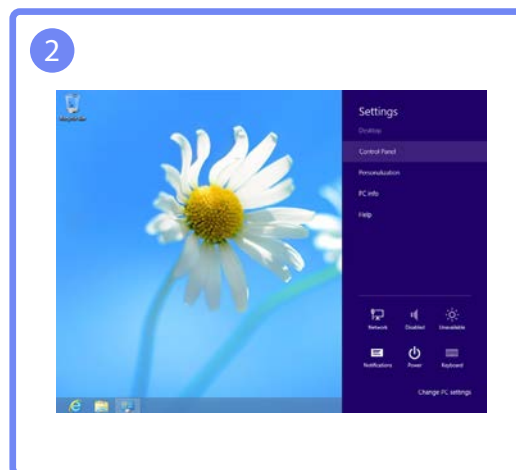 2
Settings
Desktop
Control Panel
Personalization
PC info
Help
Network
Disabled
Unavailable
Notifications
Power
Keyboard
Change PC settings